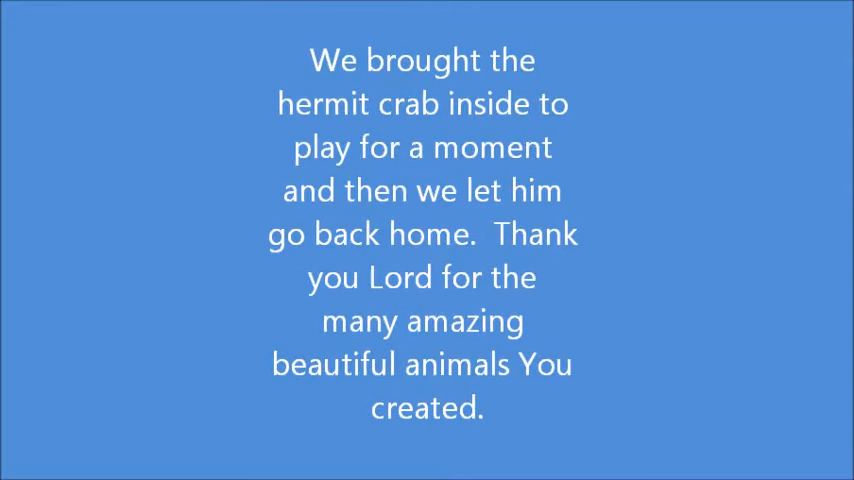 We brought the
hermit crab inside to
play for a moment
and then we let him
go back home.  Thank
you Lord for the
many amazing
beautiful animals You
created.